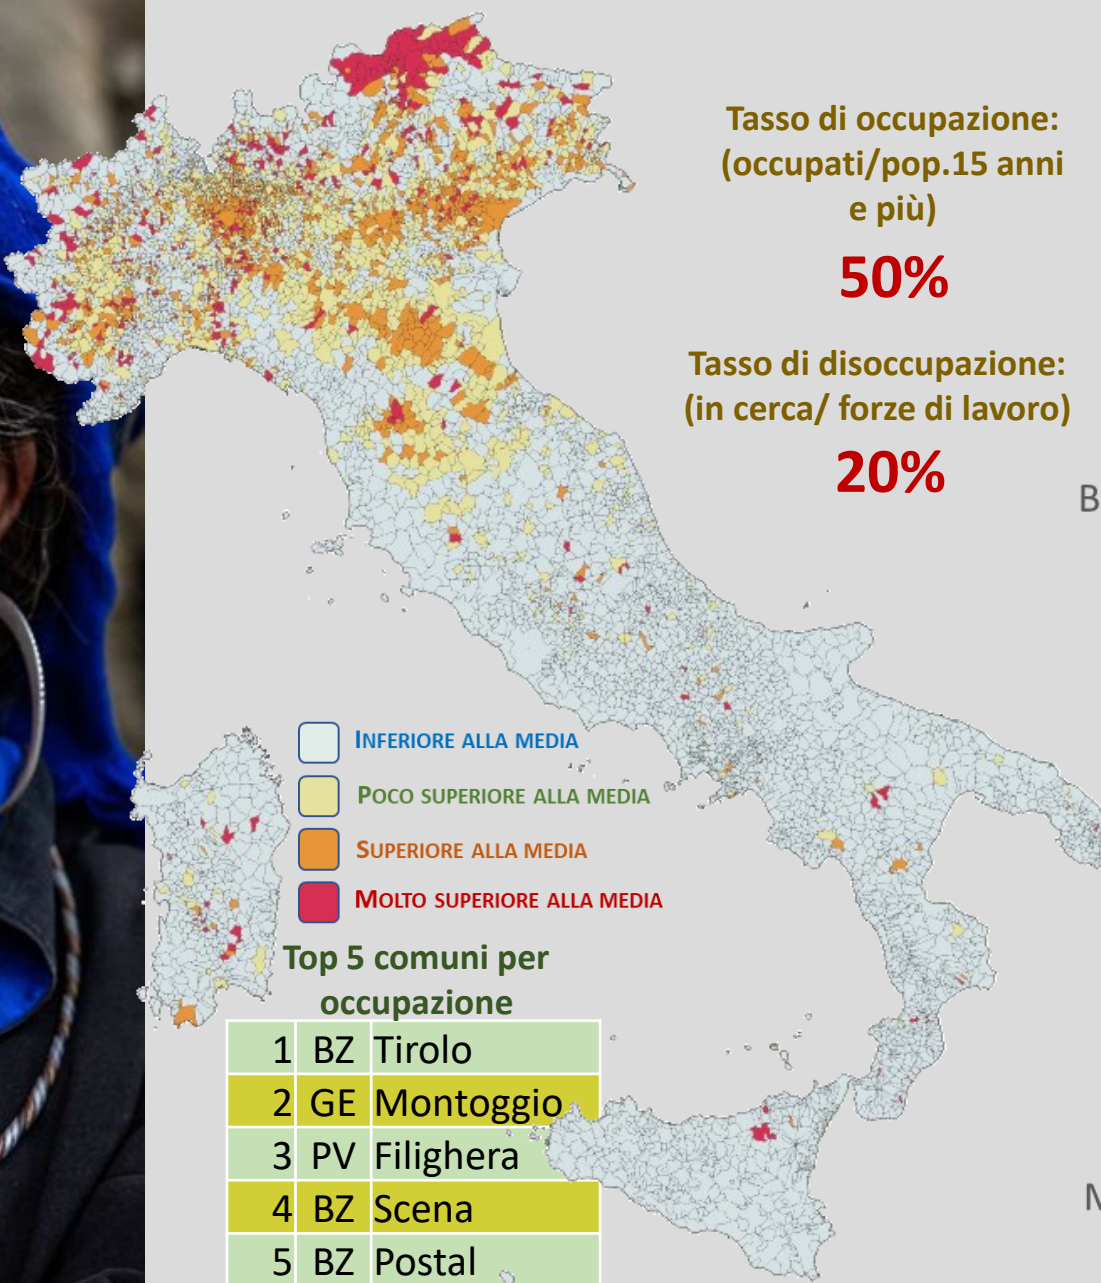 Tasso di occupazione:
(occupati/pop.15 anni
e più)
50%
Tasso di disoccupazione:
(in cerca/ forze di lavoro)
20%
B
INFERIORE ALLA MEDIA
POCO SUPERIORE ALLA MEDIA
SUPERIORE ALLA MEDIA
MOLTO SUPERIORE ALLA MEDIA
Top 5 comuni per
occupazione
1 BZ Tirolo
2 GE Montoggio
3 PV Filighera
4 BZ Scena
5 BZ Postal
M